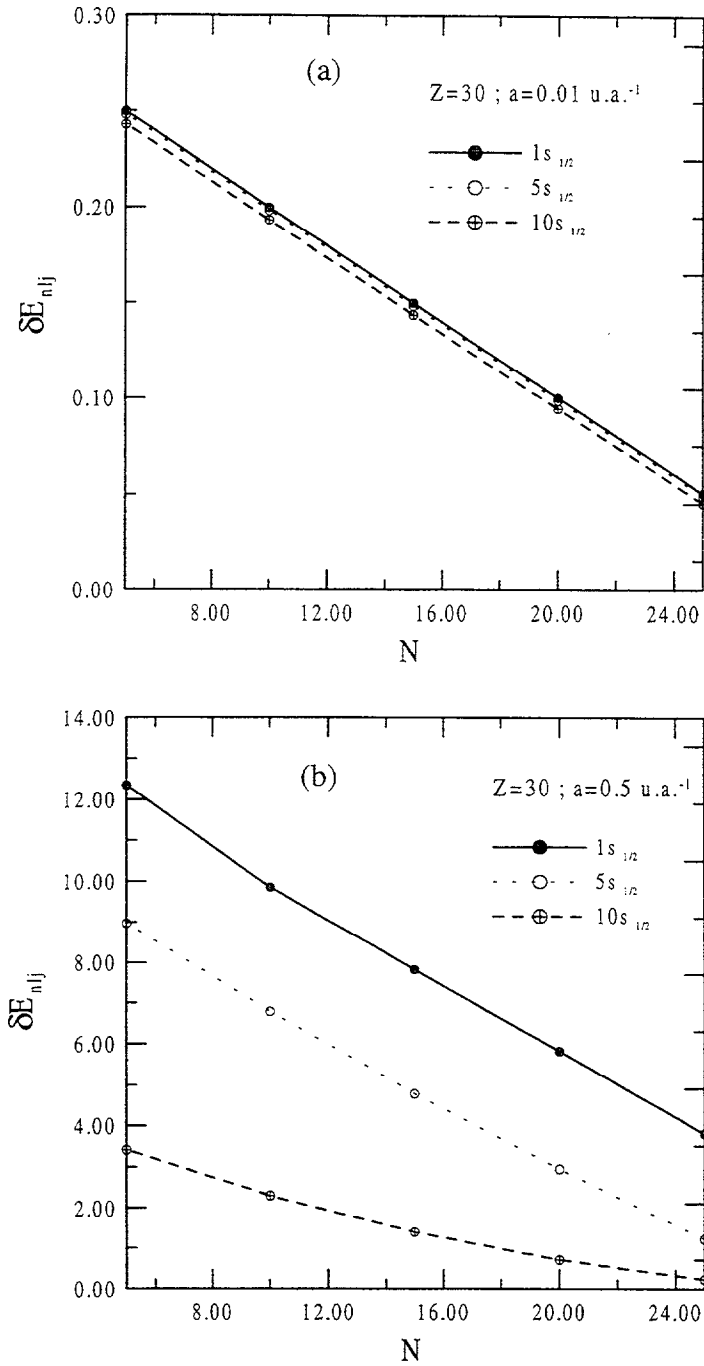 0.30
0.20
0.10
0.00
δE nlj
(a)
Z=30 ; a=0.01 u.a.-1
1s 1/2
5s 1/2
10s 1/2
8.00 12.00 16.00 20.00 24.00
N
14.00
12.00
10.00
8.00
6.00
4.00
2.00
0.00
δE nlj
(b)
Z=30 ; a=0.5 u.a.-1
1s 1/2
5s 1/2
10s 1/2
8.00 12.00 16.00 20.00 24.00
N